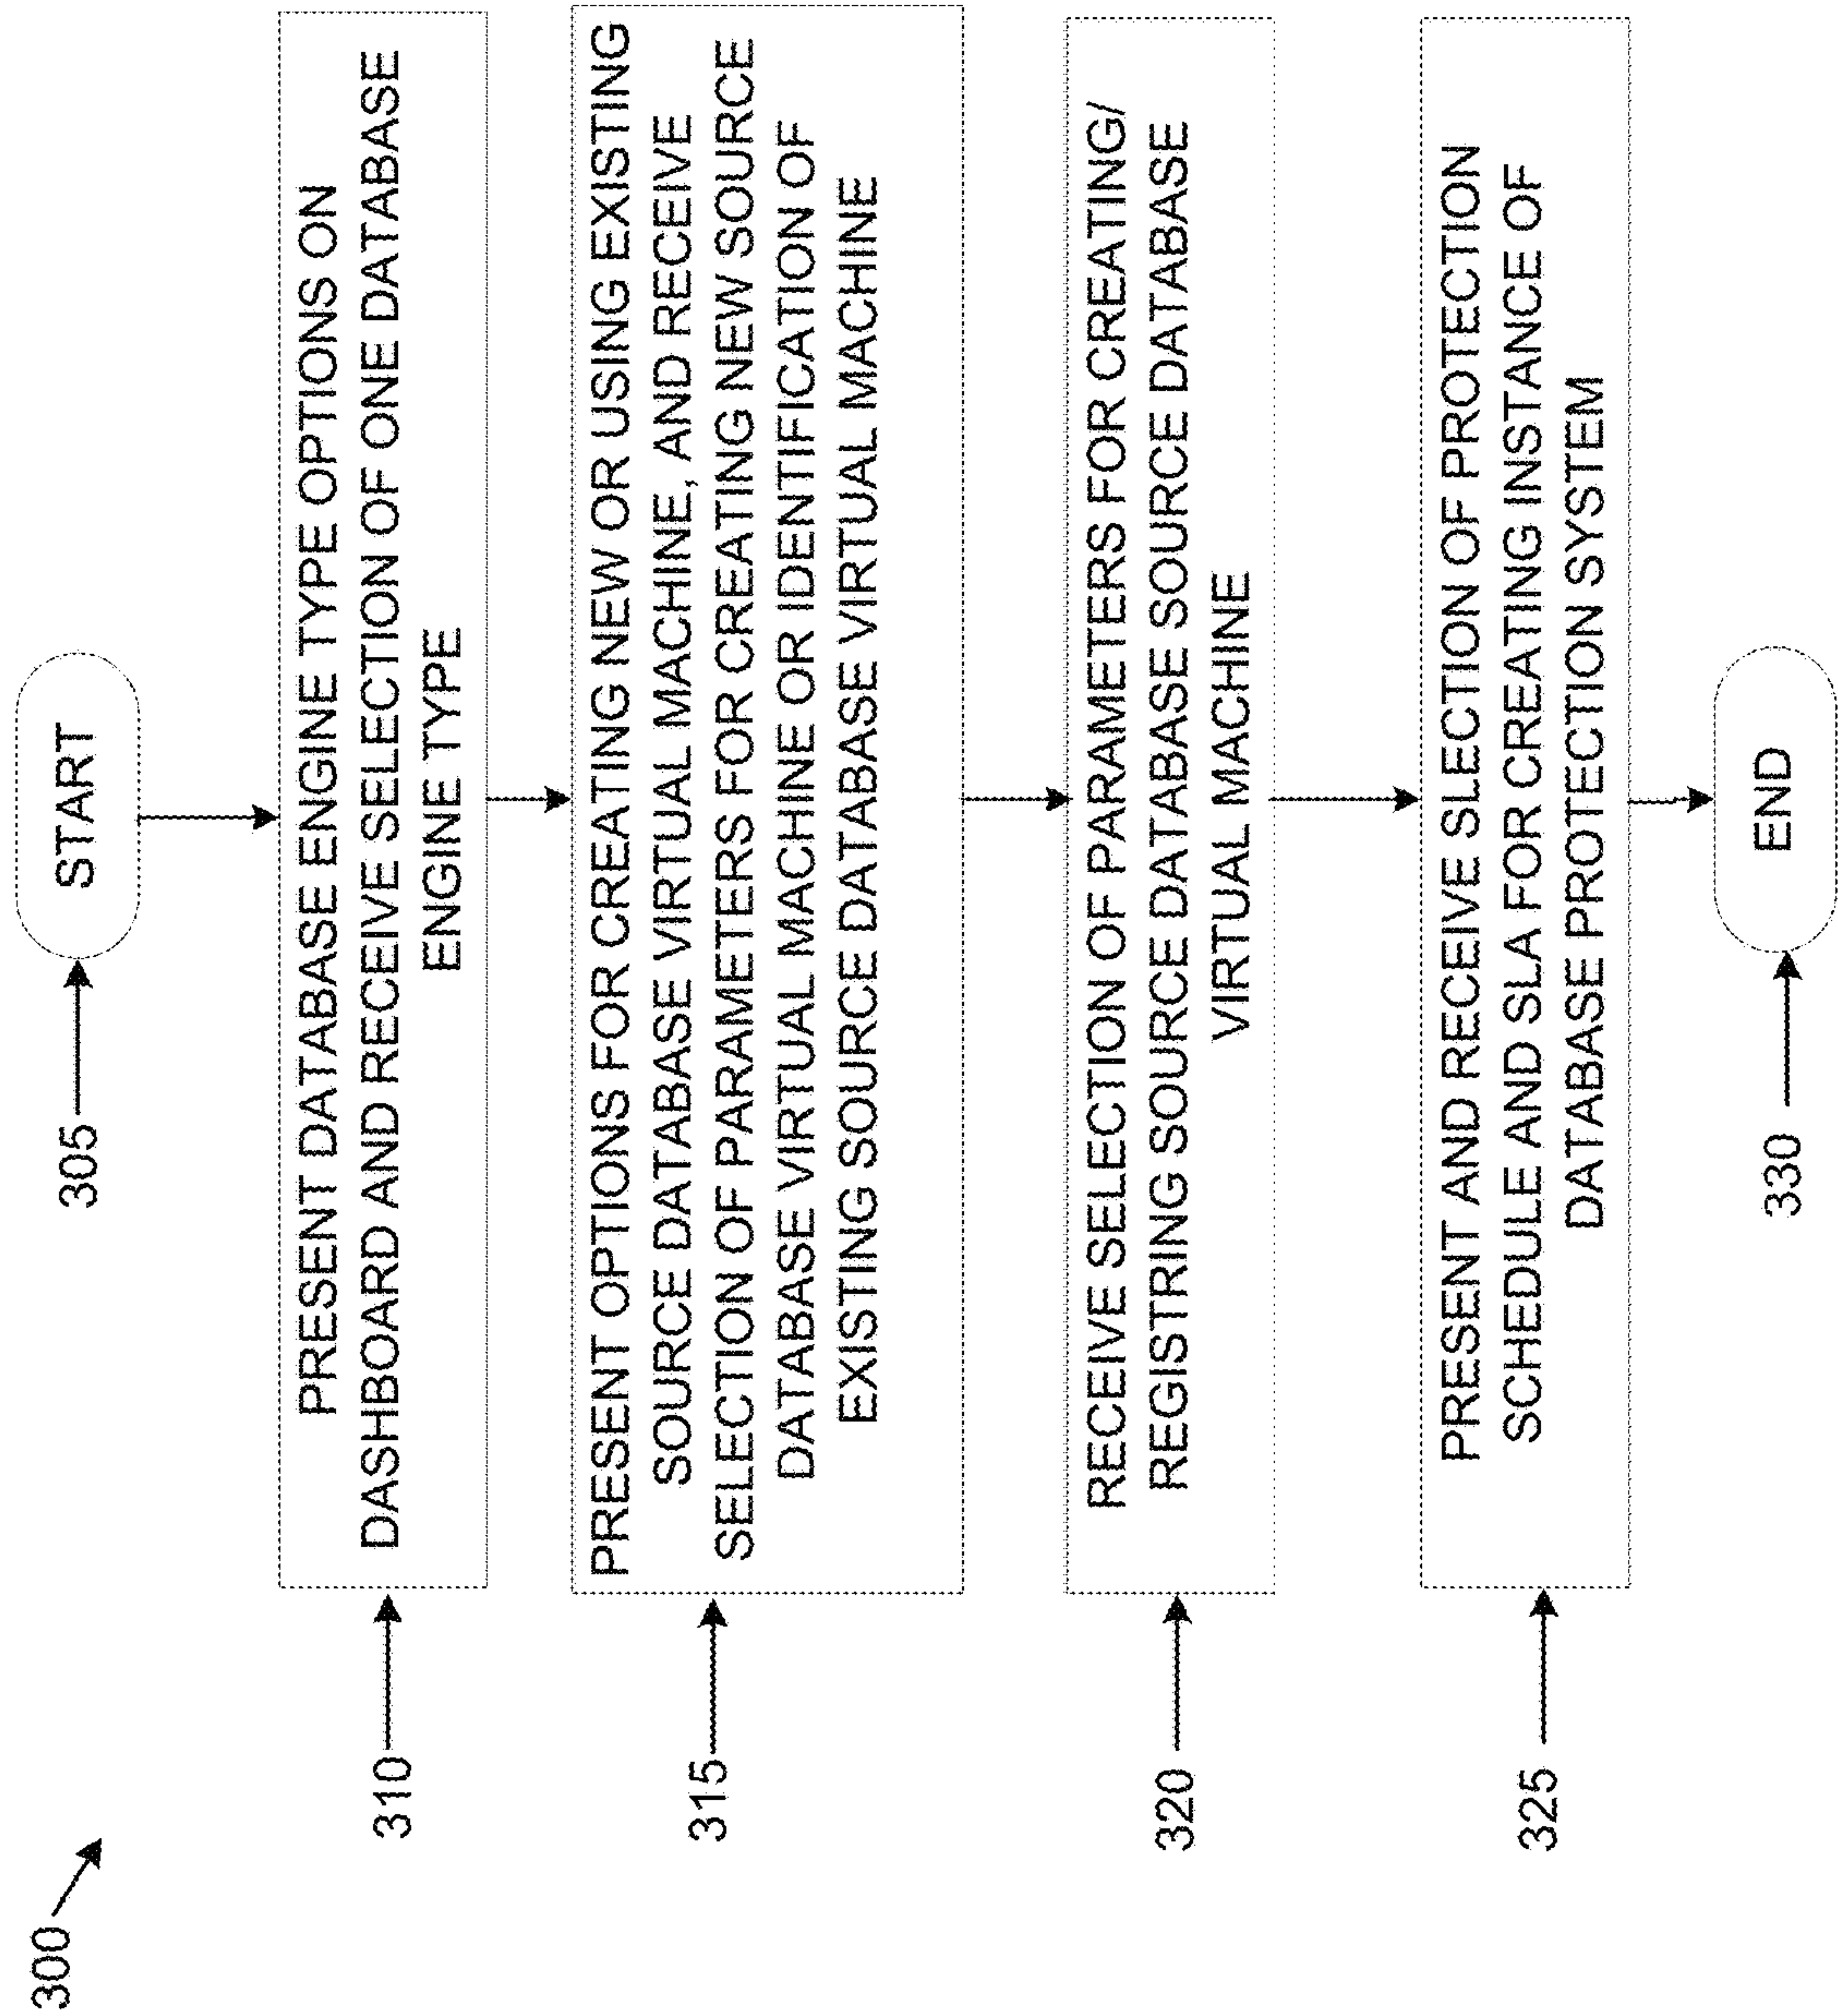 300
305
START
310
PRESENT DATABASE ENGINE TYPE OPTIONS ON
DASHBOARD AND RECEIVE SELECTION OF ONE DATABASE
ENGINE TYPE
315
PRESENT OPTIONS FOR CREATING NEW OR USING EXISTING
SOURCE DATABASE VIRTUAL MACHINE, AND RECEIVE
SELECTION OF PARAMETERS FOR CREATING NEW SOURCE
DATABASE VIRTUAL MACHINE OR IDENTIFICATION OF
EXISTING SOURCE DATABASE VIRTUAL MACHINE
320
RECEIVE SELECTION OF PARAMETERS FOR CREATING/
REGISTRING SOURCE DATABASE SOURCE DATABASE
VIRTUAL MACHINE
325
PRESENT AND RECEIVE SLECTION OF PROTECTION
SCHEDULE AND SLA FOR CREATING INSTANCE OF
DATABASE PROTECTION SYSTEM
330
END